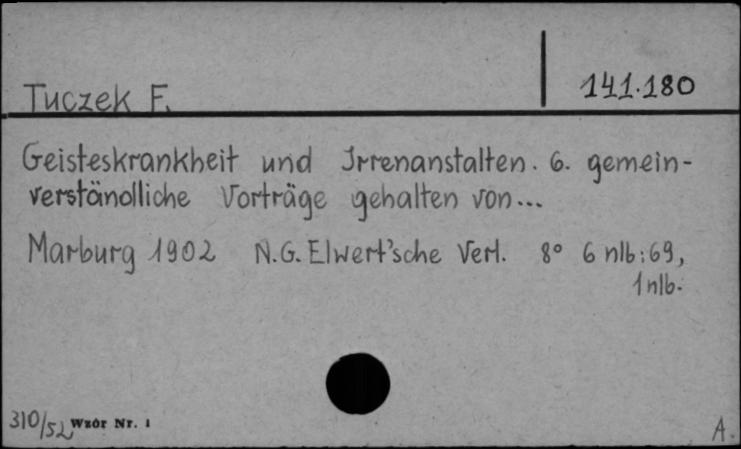 Tuczek F.
141.180
Geisteskrankheit und Irrenanstalten. 6. gemein-
verständliche Vorträge gehalten von...
Marburg 1902 N.G. Elwert'sche Verl. 8° 6 nlb; 69,
1 nlb.
310/52 Wzór Nr. 1
A.